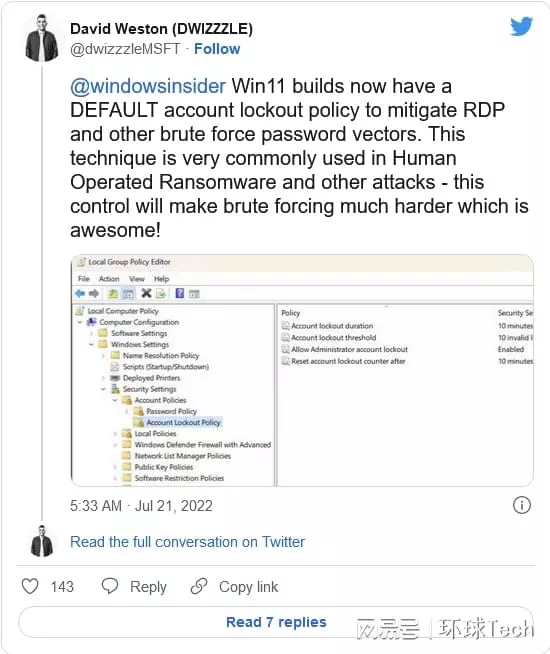 David Weston (DWIZZZLE)
@dwizzzleMSFT · Follow
@windowsinsider Win11 builds now have a
DEFAULT account lockout policy to mitigate RDP
and other brute force password vectors. This
technique is very commonly used in Human
Operated Ransomware and other attacks - this
control will make brute forcing much harder which is
awesome!
Local Group Policy Editor
File Action View Help
Local Computer Policy
Computer Configuration
Software Settings
Windows Settings
Name Resolution Policy
Scripts (Startup/Shutdown)
Deployed Printers
Security Settings
Account Policies
Password Policy
Account Lockout Policy
Local Policies
Windows Defender Firewall with Advanced
Network List Manager Policies
Public Key Policies
Software Restriction Policies
Policy Security Se
Account lockout duration 10 minutes
Account lockout threshold 10 invalid l
Allow Administrator account lockout Enabled
Reset account lockout counter after 10 minutes
5:33 AM · Jul 21, 2022
Read the full conversation on Twitter
143 Reply Copy link
Read 7 replies
网易号 | 环球Tech